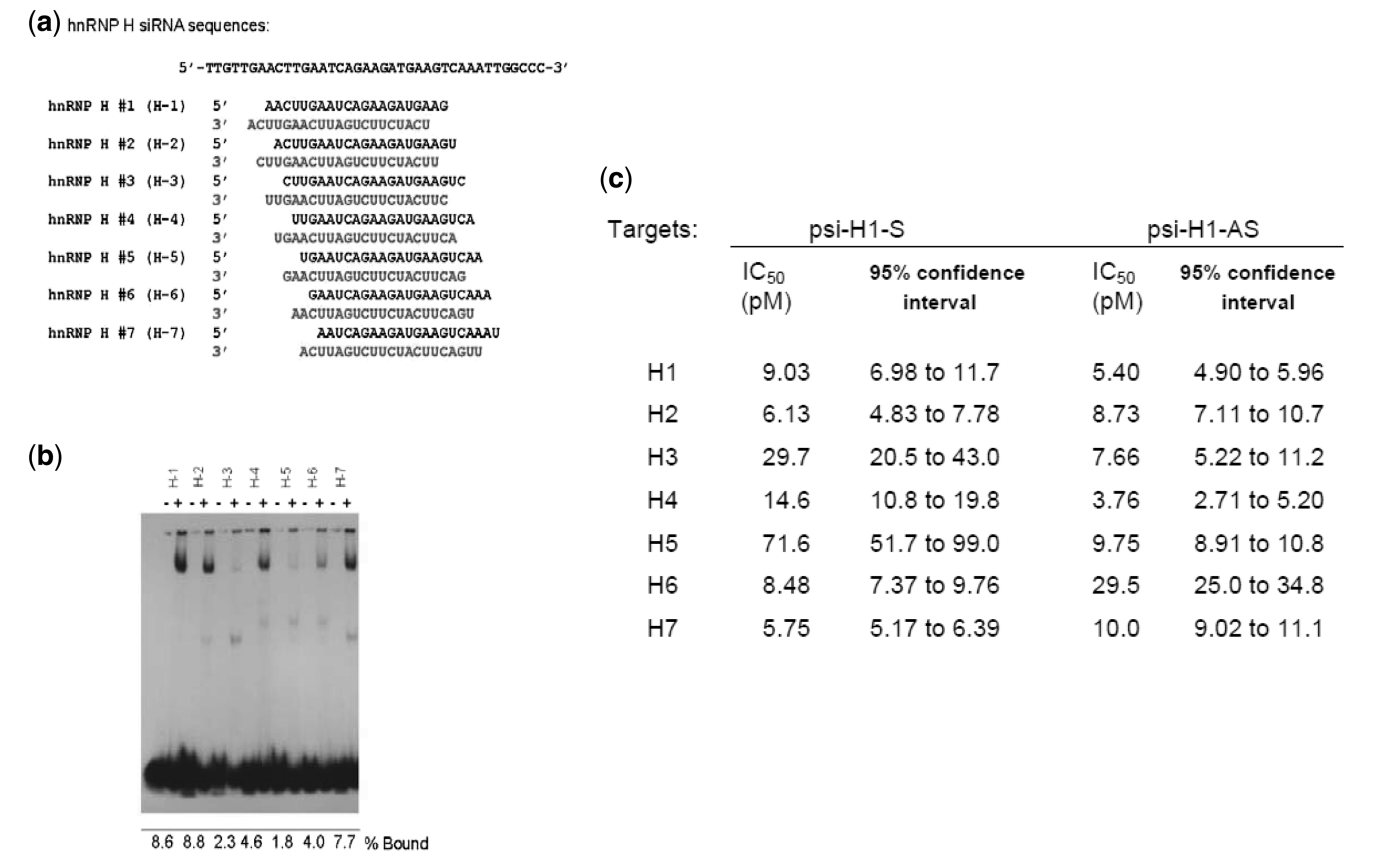 (a) hnRNP H siRNA sequences:
5′-TTGTTGAACTTGAATCAGAAGATGAAGTCAAATTGGCCC-3′
hnRNP H #1 (H-1) 5′ AACUUGAAUCAGAAGAUGAAG
3′ ACUUGAACUUAGUCUUCUACU
hnRNP H #2 (H-2) 5′ ACUUGAAUCAGAAGAUGAAGU
3′ CUUGAACUUAGUCUUCUACUU
hnRNP H #3 (H-3) 5′ CUUGAAUCAGAAGAUGAAGUC
3′ UUGAACUUAGUCUUCUACUUC
hnRNP H #4 (H-4) 5′ UUGAAUCAGAAGAUGAAGUCA
3′ UGAACUUAGUCUUCUACUUCA
hnRNP H #5 (H-5) 5′ UGAAUCAGAAGAUGAAGUCAA
3′ GAACUUAGUCUUCUACUUCAG
hnRNP H #6 (H-6) 5′ GAAUCAGAAGAUGAAGUCAAA
3′ AACUUAGUCUUCUACUUCAGU
hnRNP H #7 (H-7) 5′ AAUCAGAAGAUGAAGUCAAAU
3′ ACUUAGUCUUCUACUUCAGUU
(b)
H-1 H-2 H-3 H-4 H-5 H-6 H-7
- + - + - + - + - + - + - +
8.6 8.8 2.3 4.6 1.8 4.0 7.7 % Bound
(c)
Targets: psi-H1-S psi-H1-AS
IC50 95% confidence IC50 95% confidence
(pM) interval (pM) interval
H1 9.03 6.98 to 11.7 5.40 4.90 to 5.96
H2 6.13 4.83 to 7.78 8.73 7.11 to 10.7
H3 29.7 20.5 to 43.0 7.66 5.22 to 11.2
H4 14.6 10.8 to 19.8 3.76 2.71 to 5.20
H5 71.6 51.7 to 99.0 9.75 8.91 to 10.8
H6 8.48 7.37 to 9.76 29.5 25.0 to 34.8
H7 5.75 5.17 to 6.39 10.0 9.02 to 11.1